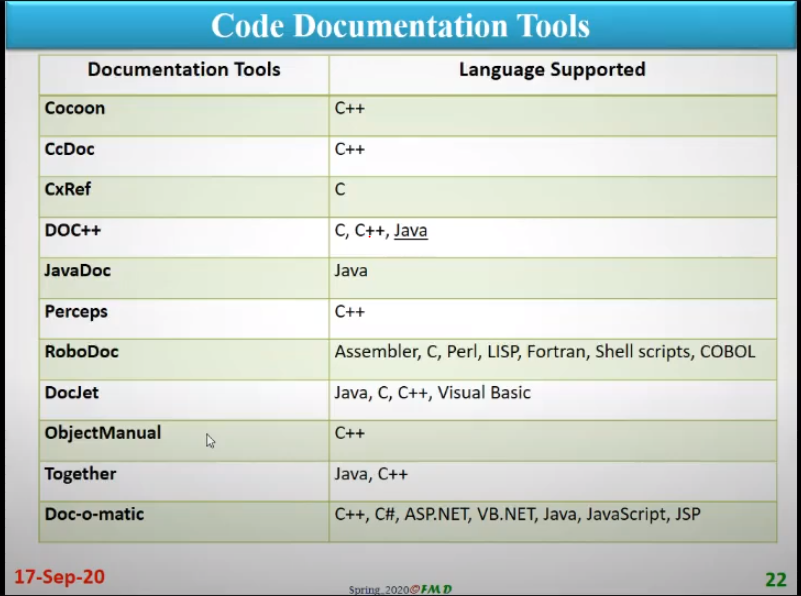 Code Documentation Tools
Documentation Tools Language Supported
Cocoon C++
CcDoc C++
CxRef C
DOC++ C, C++, Java
JavaDoc Java
Perceps C++
RoboDoc Assembler, C, Perl, LISP, Fortran, Shell scripts, COBOL
DocJet Java, C, C++, Visual Basic
ObjectManual C++
Together Java, C++
Doc-o-matic C++, C#, ASP.NET, VB.NET, Java, JavaScript, JSP
17-Sep-20 Spring_2020©FMD 22